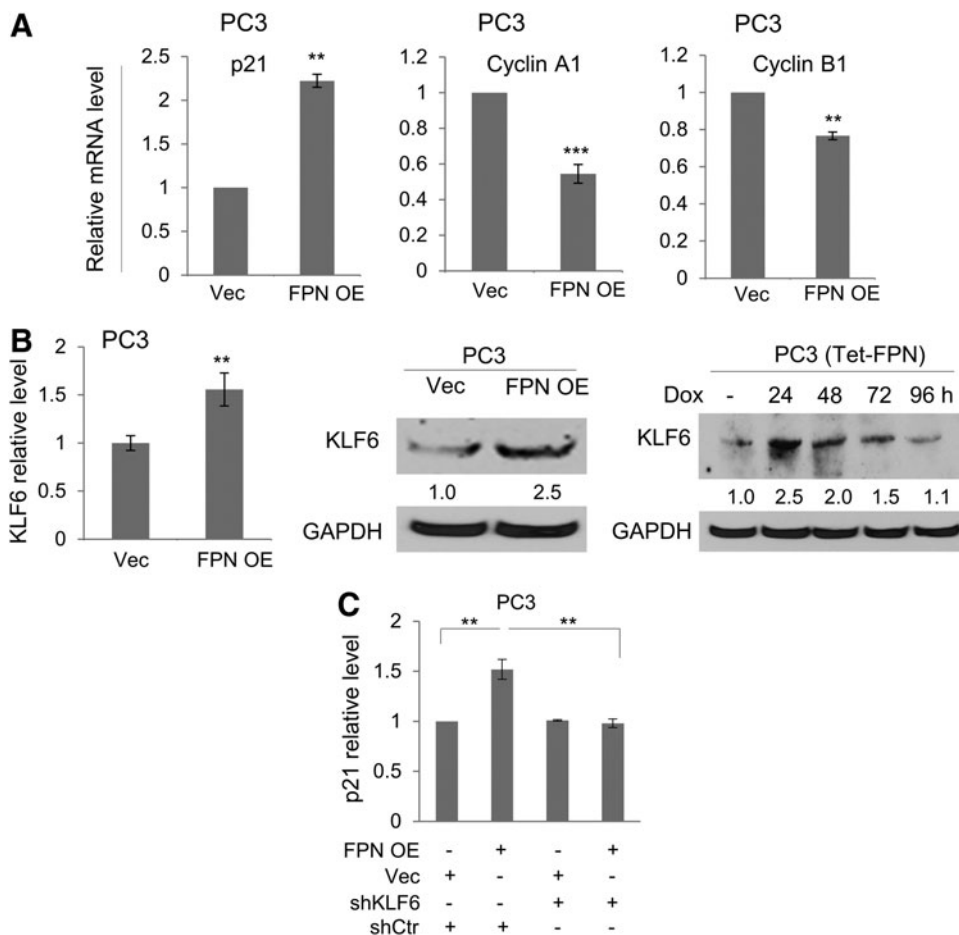 A
PC3
p21
Relative mRNA level
2.5
2
1.5
1
0.5
0
**
Vec FPN OE
PC3
Cyclin A1
1.2
1
0.8
0.6
0.4
0.2
0
***
Vec FPN OE
PC3
Cyclin B1
1.2
1
0.8
0.6
0.4
0.2
0
**
Vec FPN OE
B
PC3
KLF6 relative level
2
1.5
1
0.5
0
**
Vec FPN OE
PC3
Vec FPN OE
KLF6
1.0 2.5
GAPDH
PC3 (Tet-FPN)
Dox - 24 48 72 96 h
KLF6
1.0 2.5 2.0 1.5 1.1
GAPDH
C
PC3
p21 relative level
2
1.5
1
0.5
0
** **
FPN OE - + - +
Vec + - + -
shKLF6 - - + +
shCtr + + - -